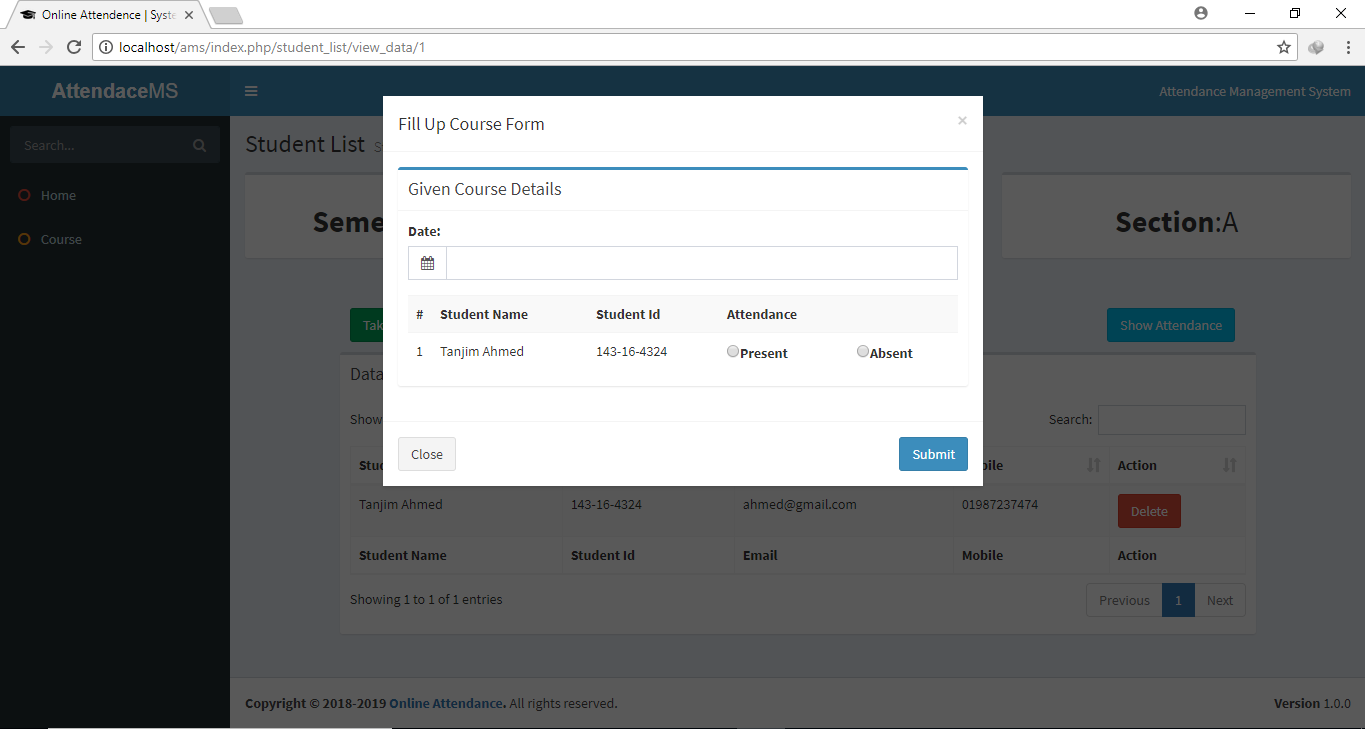 Online Attendence | Syste
localhost/ams/index.php/student_list/view_data/1
AttendaceMS
Attendance Management System
Search...
Home
Course
Student List
Seme
Section:A
Fill Up Course Form
×
Given Course Details
Date:
# Student Name Student Id Attendance
1 Tanjim Ahmed 143-16-4324 Present Absent
Close Submit
Tak
Show Attendance
Data
Show
Search:
Stu
bile Action
Tanjim Ahmed 143-16-4324 ahmed@gmail.com 01987237474 Delete
Student Name Student Id Email Mobile Action
Showing 1 to 1 of 1 entries
Previous 1 Next
Copyright © 2018-2019 Online Attendance. All rights reserved.
Version 1.0.0